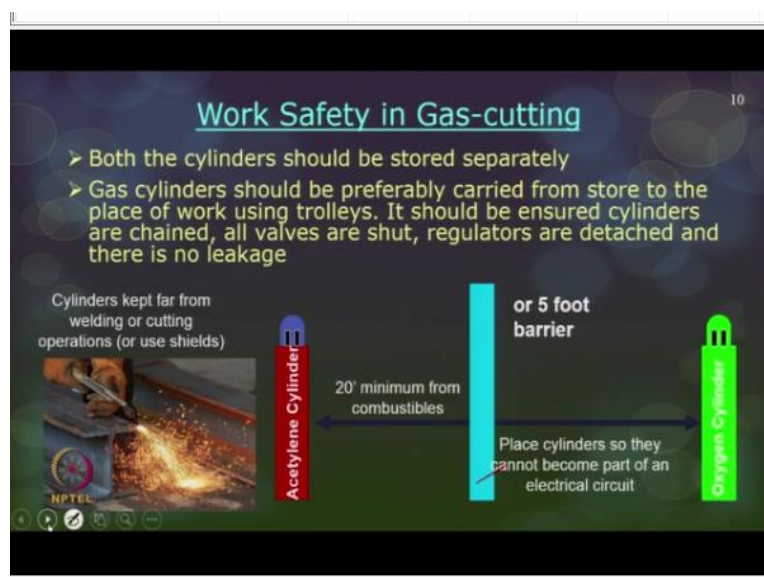 10
Work Safety in Gas-cutting
➢ Both the cylinders should be stored separately
➢ Gas cylinders should be preferably carried from store to the
place of work using trolleys. It should be ensured cylinders
are chained, all valves are shut, regulators are detached and
there is no leakage
Cylinders kept far from
welding or cutting
operations (or use shields)
Acetylene Cylinder
20' minimum from
combustibles
or 5 foot
barrier
Place cylinders so they
cannot become part of an
electrical circuit
Oxygen Cylinder
NPTEL